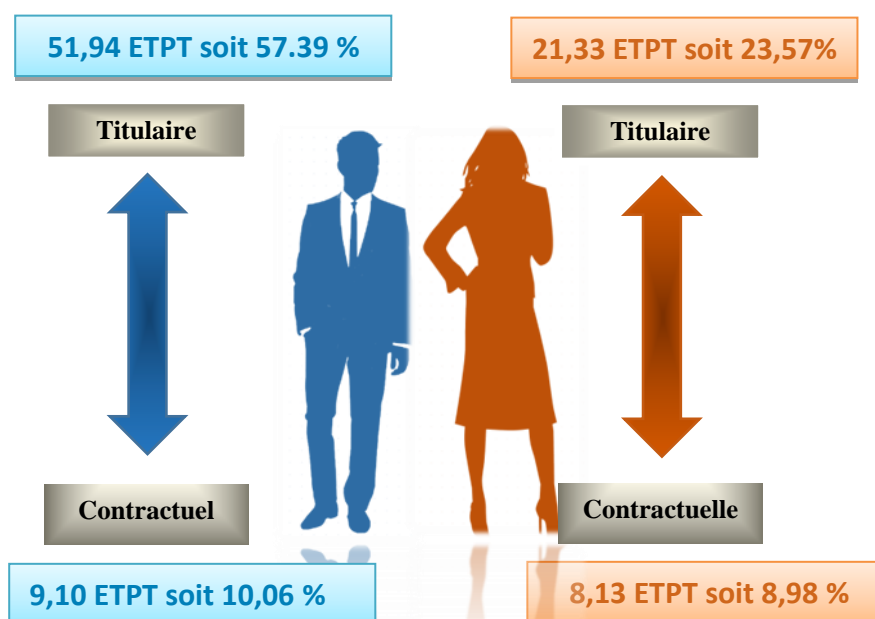 51,94 ETPT soit 57.39 %
21,33 ETPT soit 23,57%
Titulaire
Titulaire
Contractuel
Contractuelle
9,10 ETPT soit 10,06 %
8,13 ETPT soit 8,98 %